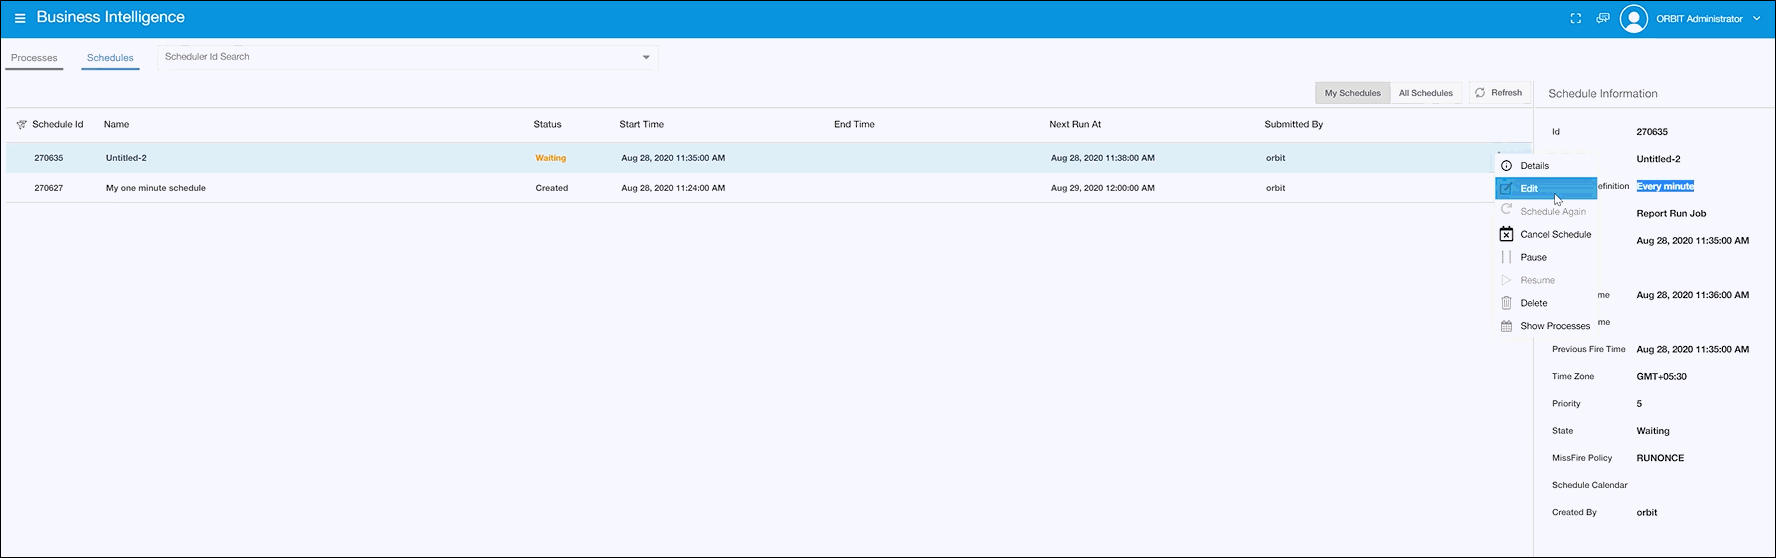 Business Intelligence
ORBIT Administrator
Processes
Schedules
Scheduler Id Search
My Schedules
All Schedules
Refresh
Schedule Information
Schedule Id Name Status Start Time End Time Next Run At Submitted By
270635 Untitled-2 Waiting Aug 28, 2020 11:35:00 AM Aug 28, 2020 11:38:00 AM orbit
270627 My one minute schedule Created Aug 28, 2020 11:24:00 AM Aug 29, 2020 12:00:00 AM orbit
Details
Edit
Schedule Again
Cancel Schedule
Pause
Resume
Delete
Show Processes
Id 270635
Untitled-2
efinition Every minute
Report Run Job
Aug 28, 2020 11:35:00 AM
me Aug 28, 2020 11:36:00 AM
me
Previous Fire Time Aug 28, 2020 11:35:00 AM
Time Zone GMT+05:30
Priority 5
State Waiting
MissFire Policy RUNONCE
Schedule Calendar
Created By orbit